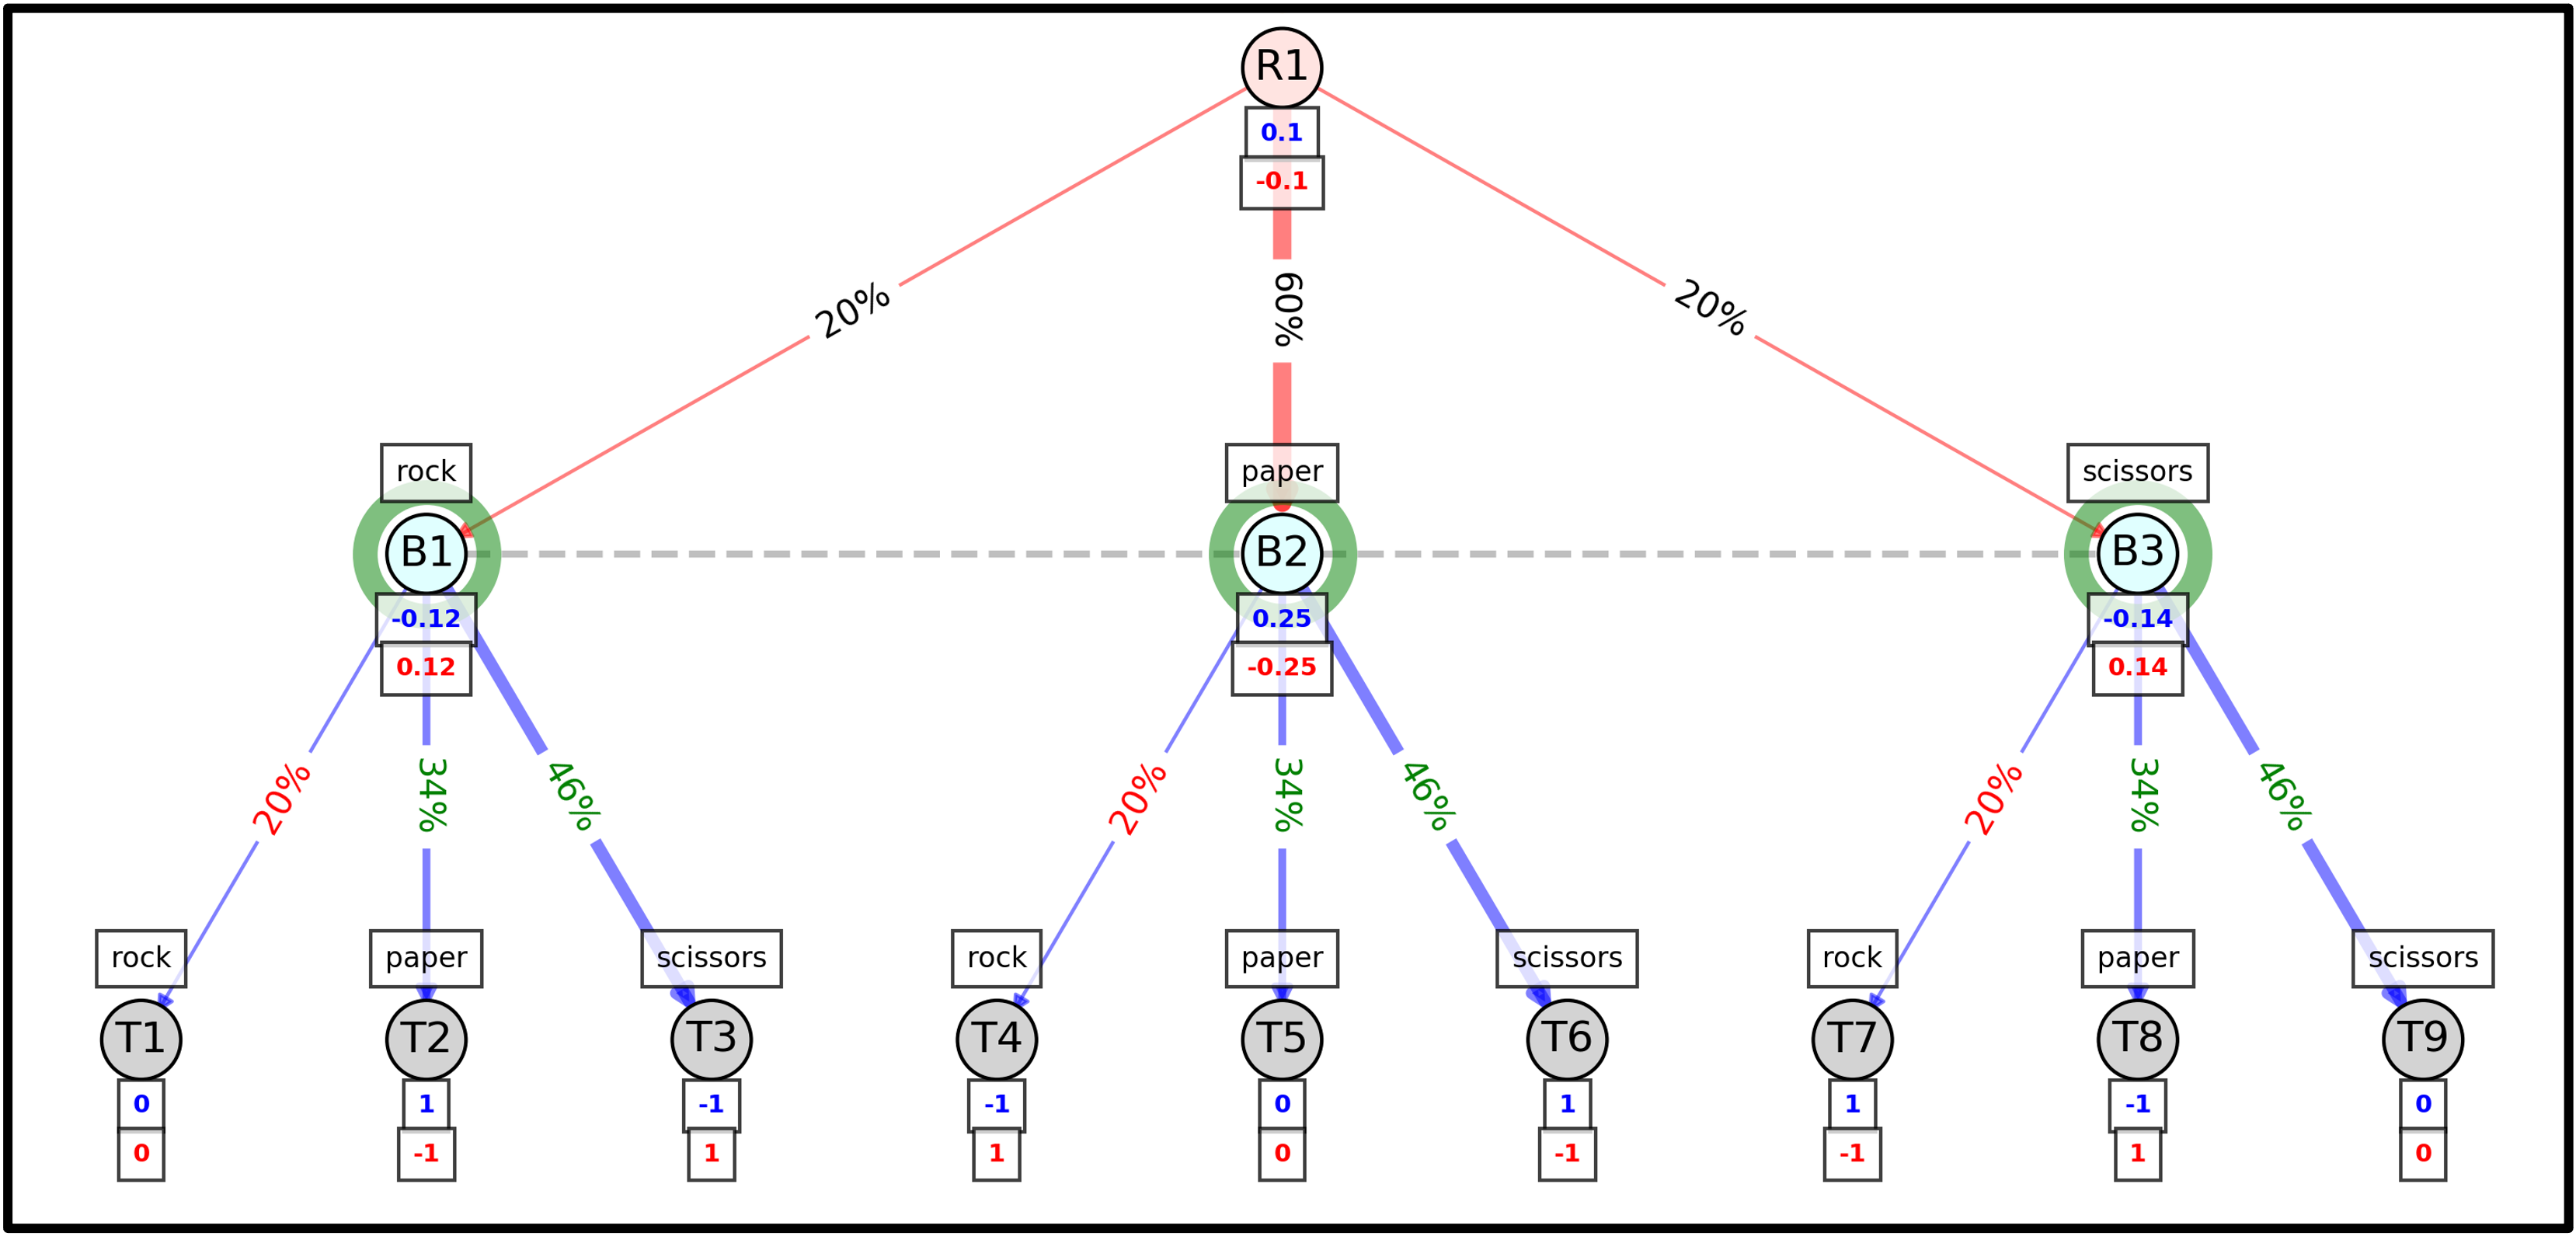 R1
0.1
-0.1
20%
60%
20%
rock
paper
scissors
B1
B2
B3
-0.12
0.25
-0.14
0.12
-0.25
0.14
20%
34%
46%
20%
34%
46%
20%
34%
46%
rock
paper
scissors
rock
paper
scissors
rock
paper
scissors
T1
T2
T3
T4
T5
T6
T7
T8
T9
0
1
-1
-1
0
1
1
-1
0
0
-1
1
1
0
-1
-1
1
0